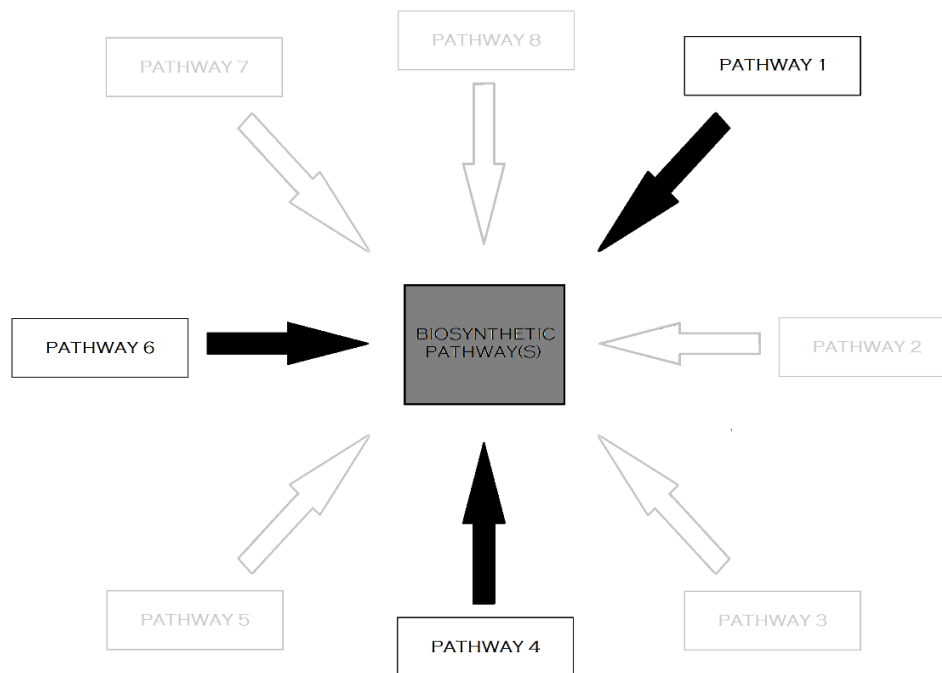 PATHWAY 8
PATHWAY 7
PATHWAY 1
BIOSYNTHETIC
PATHWAY(S)
PATHWAY 6
PATHWAY 2
PATHWAY 5
PATHWAY 3
PATHWAY 4